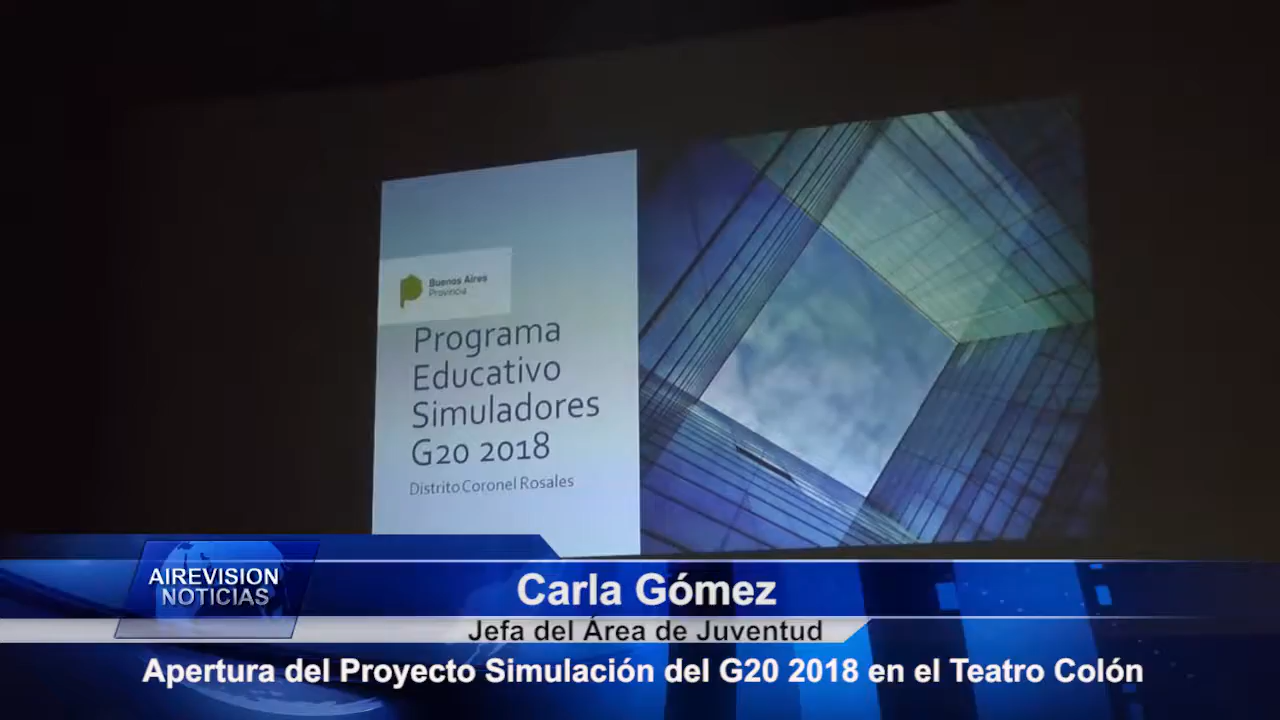 Buenos Aires
Provincia
Programa
Educativo
Simuladores
G20 2018
Distrito Coronel Rosales
AIREVISION
NOTICIAS
Carla Gómez
Jefa del Área de Juventud
Apertura del Proyecto Simulación del G20 2018 en el Teatro Colón